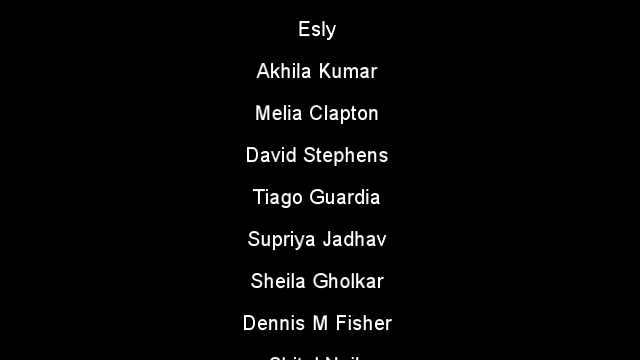 Esly
Akhila Kumar
Melia Clapton
David Stephens
Tiago Guardia
Supriya Jadhav
Sheila Gholkar
Dennis M Fisher